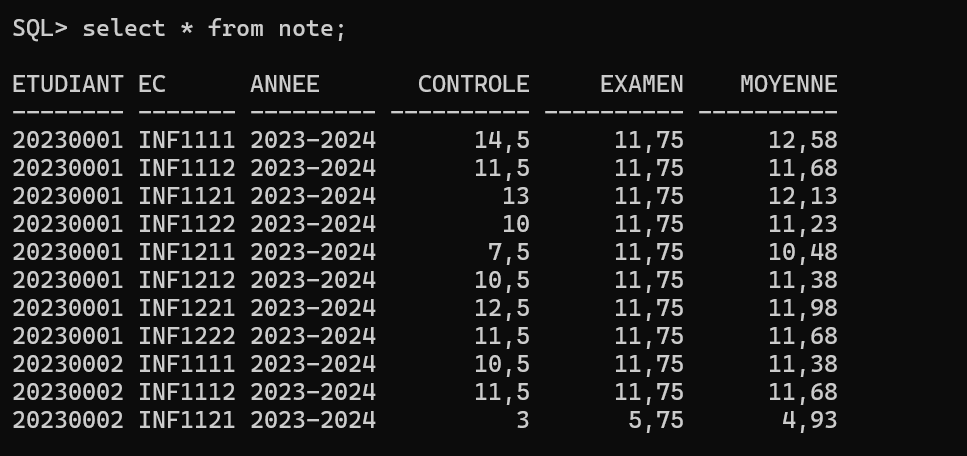 SQL> select * from note;
ETUDIANT EC      ANNEE       CONTROLE     EXAMEN    MOYENNE
-------- ------- --------- ---------- ---------- ----------
20230001 INF1111 2023-2024       14,5      11,75      12,58
20230001 INF1112 2023-2024       11,5      11,75      11,68
20230001 INF1121 2023-2024         13      11,75      12,13
20230001 INF1122 2023-2024         10      11,75      11,23
20230001 INF1211 2023-2024        7,5      11,75      10,48
20230001 INF1212 2023-2024       10,5      11,75      11,38
20230001 INF1221 2023-2024       12,5      11,75      11,98
20230001 INF1222 2023-2024       11,5      11,75      11,68
20230002 INF1111 2023-2024       10,5      11,75      11,38
20230002 INF1112 2023-2024       11,5      11,75      11,68
20230002 INF1121 2023-2024          3       5,75       4,93